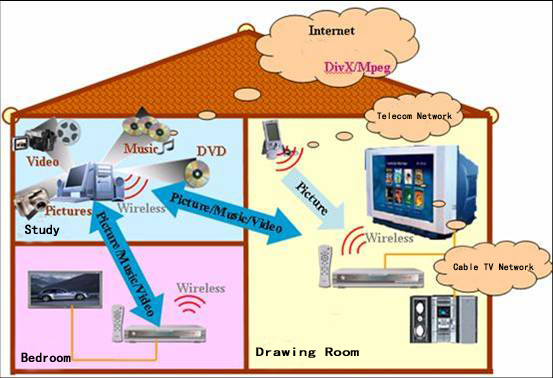 Internet
DivX/Mpeg
Telecom Network
Music
DVD
Video
Pictures
Wireless
Study
Picture/Music/Video
Picture
Picture/Music/Video
Wireless
Cable TV Network
Wireless
Bedroom
Drawing Room